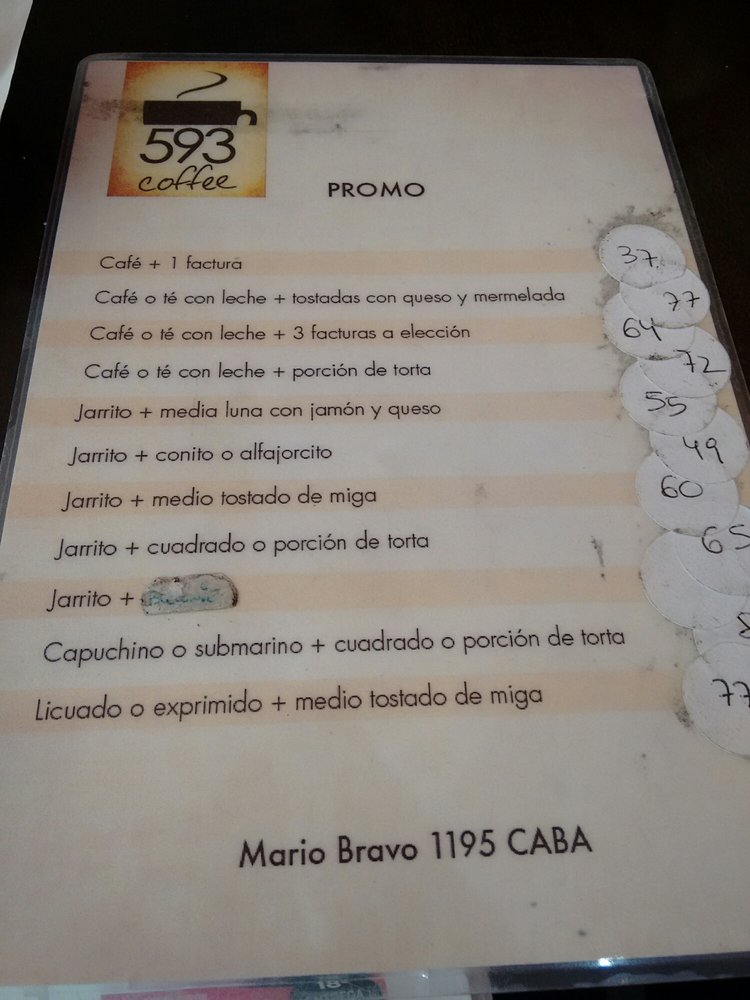 593
coffee
PROMO
Café + 1 factura 37
Café o té con leche + tostadas con queso y mermelada 77
Café o té con leche + 3 facturas a elección 64
Café o té con leche + porción de torta 72
Jarrito + media luna con jamón y queso 55
Jarrito + conito o alfajorcito 49
Jarrito + medio tostado de miga 60
Jarrito + cuadrado o porción de torta 65
Jarrito +
Capuchino o submarino + cuadrado o porción de torta
Licuado o exprimido + medio tostado de miga 77
Mario Bravo 1195 CABA
18